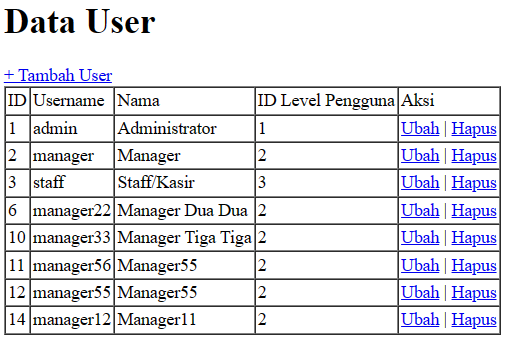 Data User
+ Tambah User
ID Username Nama ID Level Pengguna Aksi
1 admin Administrator 1 Ubah | Hapus
2 manager Manager 2 Ubah | Hapus
3 staff Staff/Kasir 3 Ubah | Hapus
6 manager22 Manager Dua Dua 2 Ubah | Hapus
10 manager33 Manager Tiga Tiga 2 Ubah | Hapus
11 manager56 Manager55 2 Ubah | Hapus
12 manager55 Manager55 2 Ubah | Hapus
14 manager12 Manager11 2 Ubah | Hapus